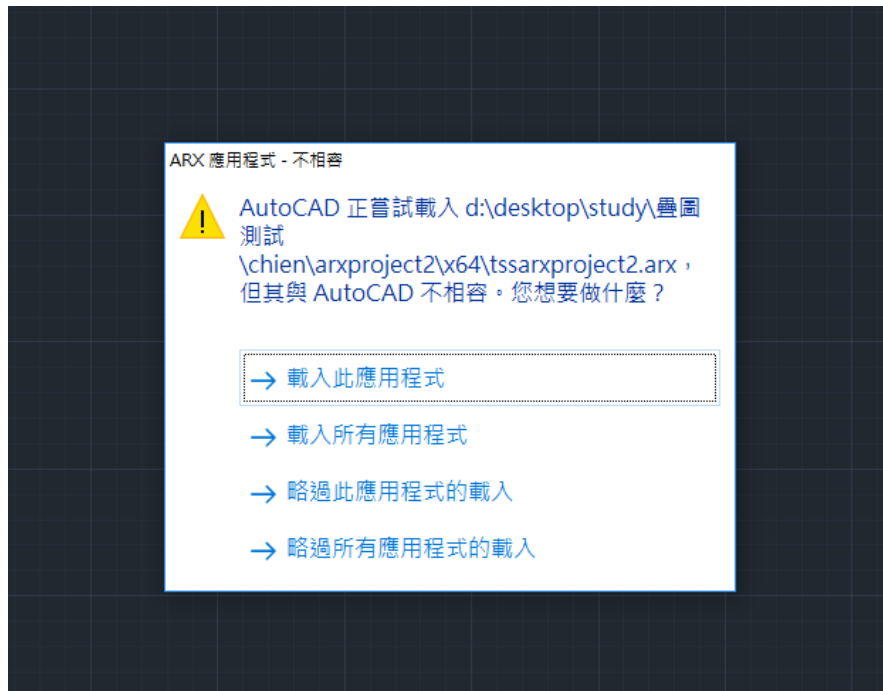 ARX 應用程式 - 不相容
AutoCAD 正嘗試載入 d:\desktop\study\疊圖
測試
\chien\arxproject2\x64\tssarxproject2.arx，
但其與 AutoCAD 不相容。您想要做什麼？
→ 載入此應用程式
→ 載入所有應用程式
→ 略過此應用程式的載入
→ 略過所有應用程式的載入